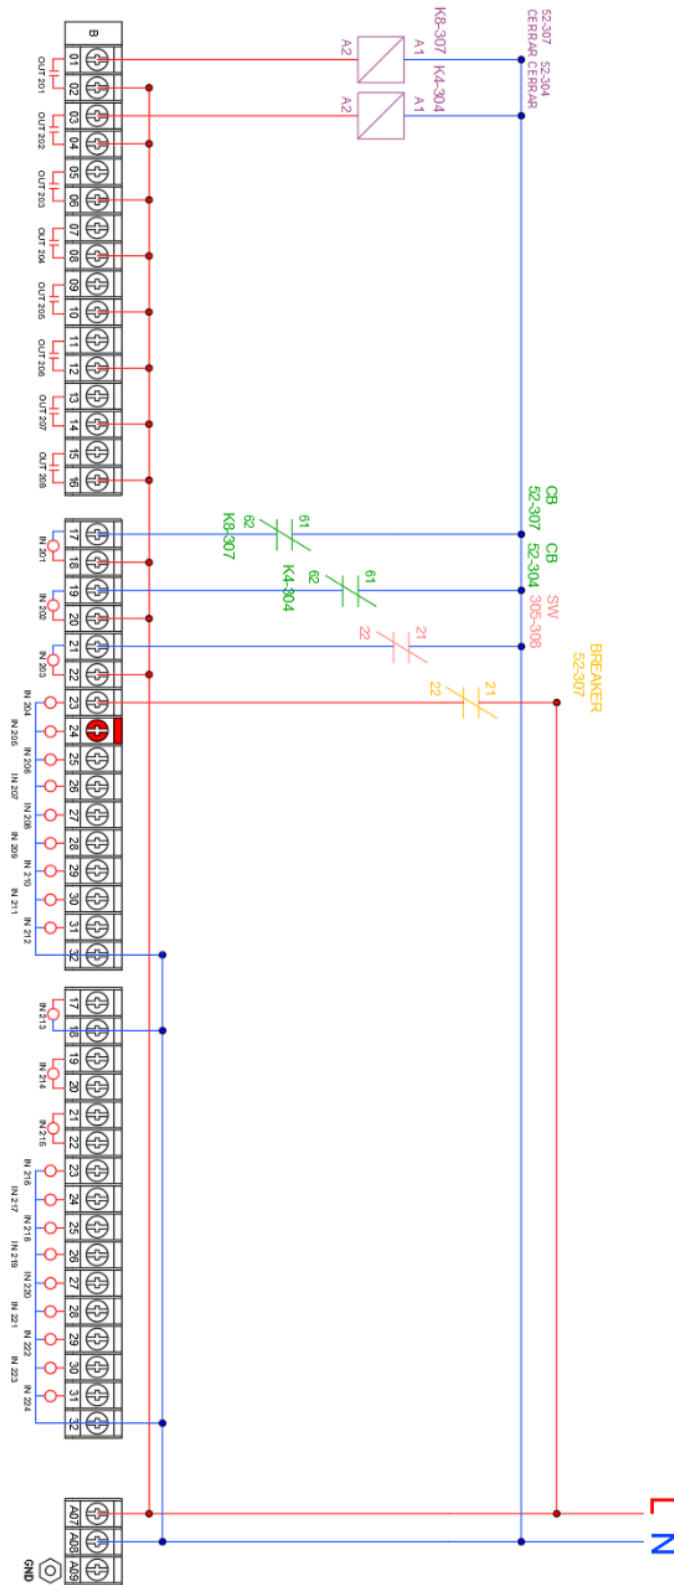 52-307
CERRAR
52-304
CERRAR
K8-307
A1
A2
K4-304
A1
A2
B
01
02
03
04
05
06
07
08
09
10
11
12
13
14
15
16
OUT 201
OUT 202
OUT 203
OUT 204
OUT 205
OUT 206
OUT 207
OUT 208
CB
52-307
61
62
K8-307
CB
52-304
61
62
K4-304
SW
305-308
21
22
BREAKER
52-307
21
22
17
18
19
20
21
22
23
24
25
26
27
28
29
30
31
32
IN 201
IN 202
IN 203
IN 204
IN 205
IN 206
IN 207
IN 208
IN 209
IN 210
IN 211
IN 212
17
18
19
20
21
22
23
24
25
26
27
28
29
30
31
32
IN 213
IN 214
IN 215
IN 216
IN 217
IN 218
IN 219
IN 220
IN 221
IN 222
IN 223
IN 224
L
N
A07
A08
A09
GND